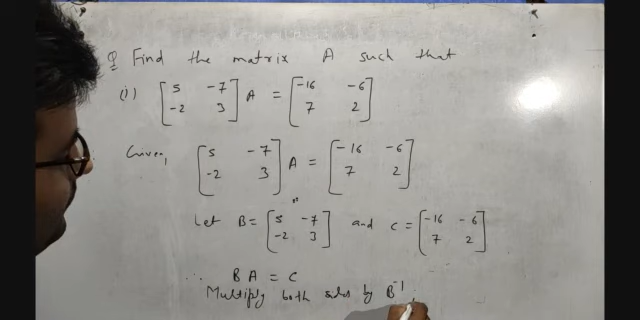 Q Find the matrix A such that
(i) [5 -7 -2 3] A = [-16 -6 7 2]
Given, [5 -7 -2 3] A = [-16 -6 7 2]
Let B = [5 -7 -2 3] and C = [-16 -6 7 2]
∴ BA = C
Multiply both sides by B⁻¹